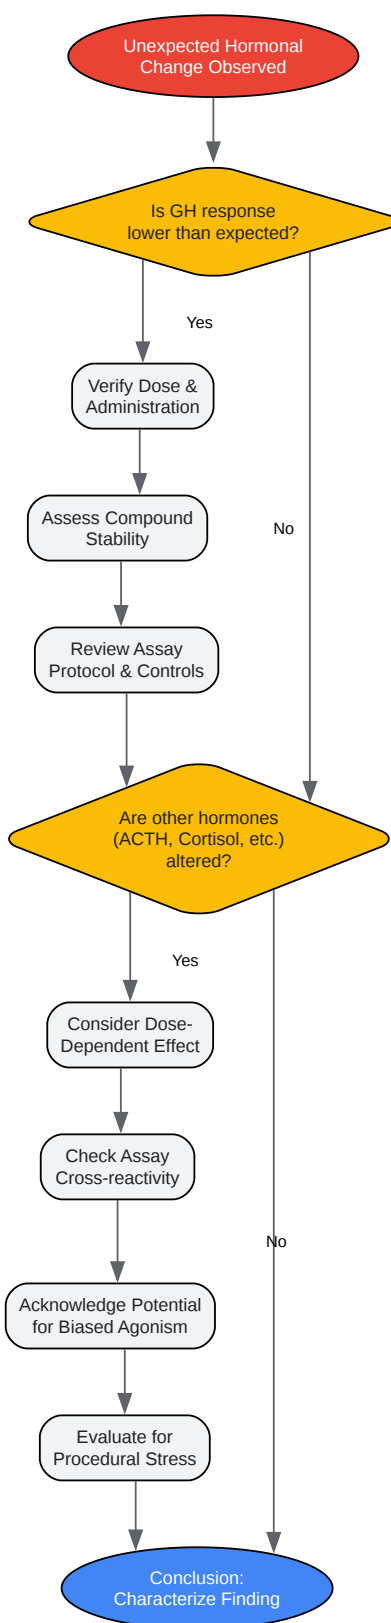 Unexpected Hormonal
Change Observed
Is GH response
lower than expected?
Yes
Verify Dose &
Administration
Assess Compound
Stability
No
Review Assay
Protocol & Controls
Are other hormones
(ACTH, Cortisol, etc.)
altered?
Yes
Consider Dose-
Dependent Effect
Check Assay
Cross-reactivity
No
Acknowledge Potential
for Biased Agonism
Evaluate for
Procedural Stress
Conclusion:
Characterize Finding